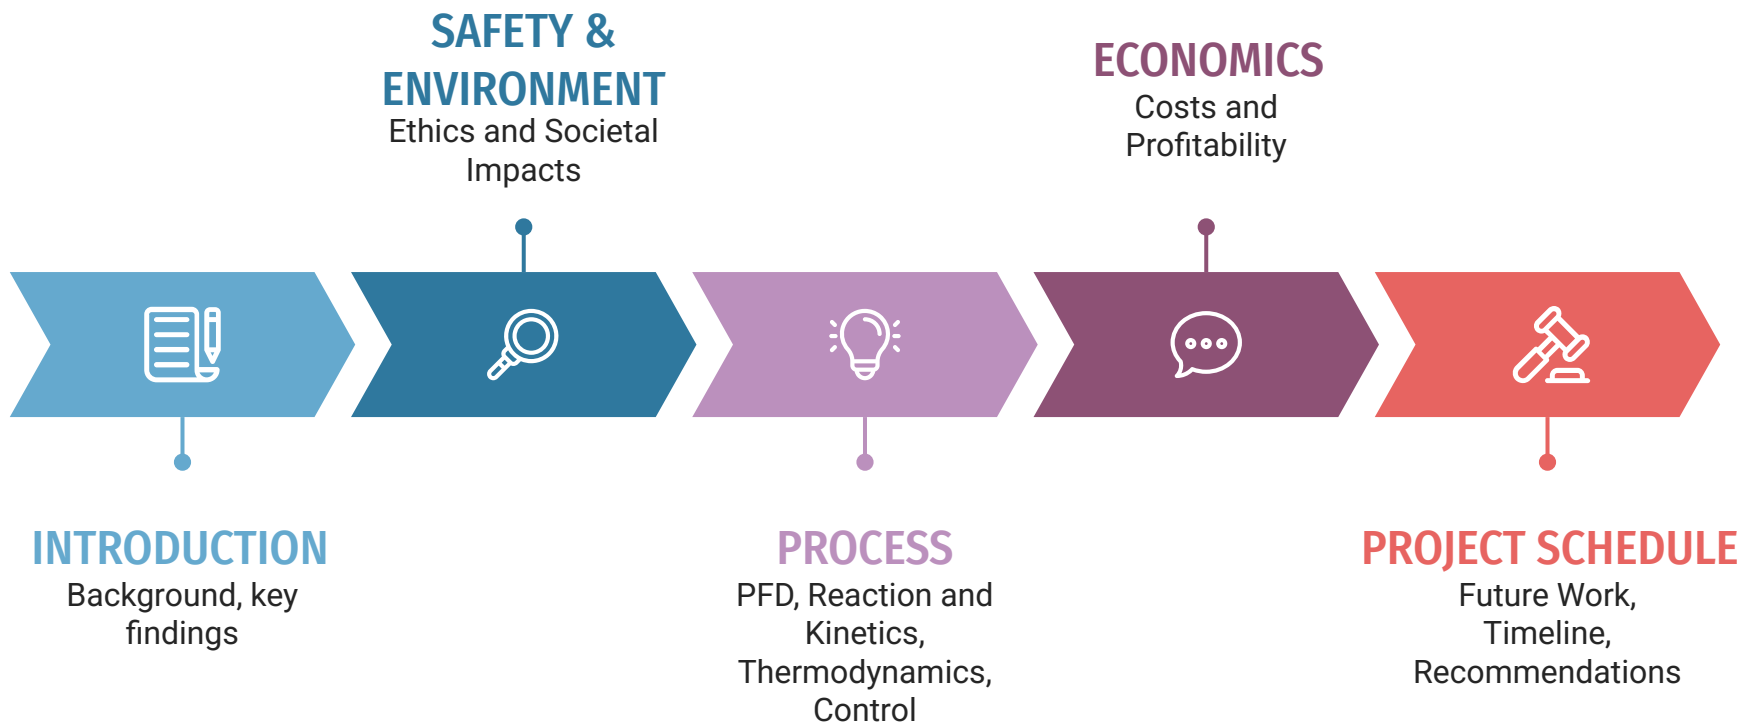 INTRODUCTION
Background, key
findings
SAFETY &
ENVIRONMENT
Ethics and Societal
Impacts
PROCESS
PFD, Reaction and
Kinetics,
Thermodynamics,
Control
ECONOMICS
Costs and
Profitability
PROJECT SCHEDULE
Future Work,
Timeline,
Recommendations